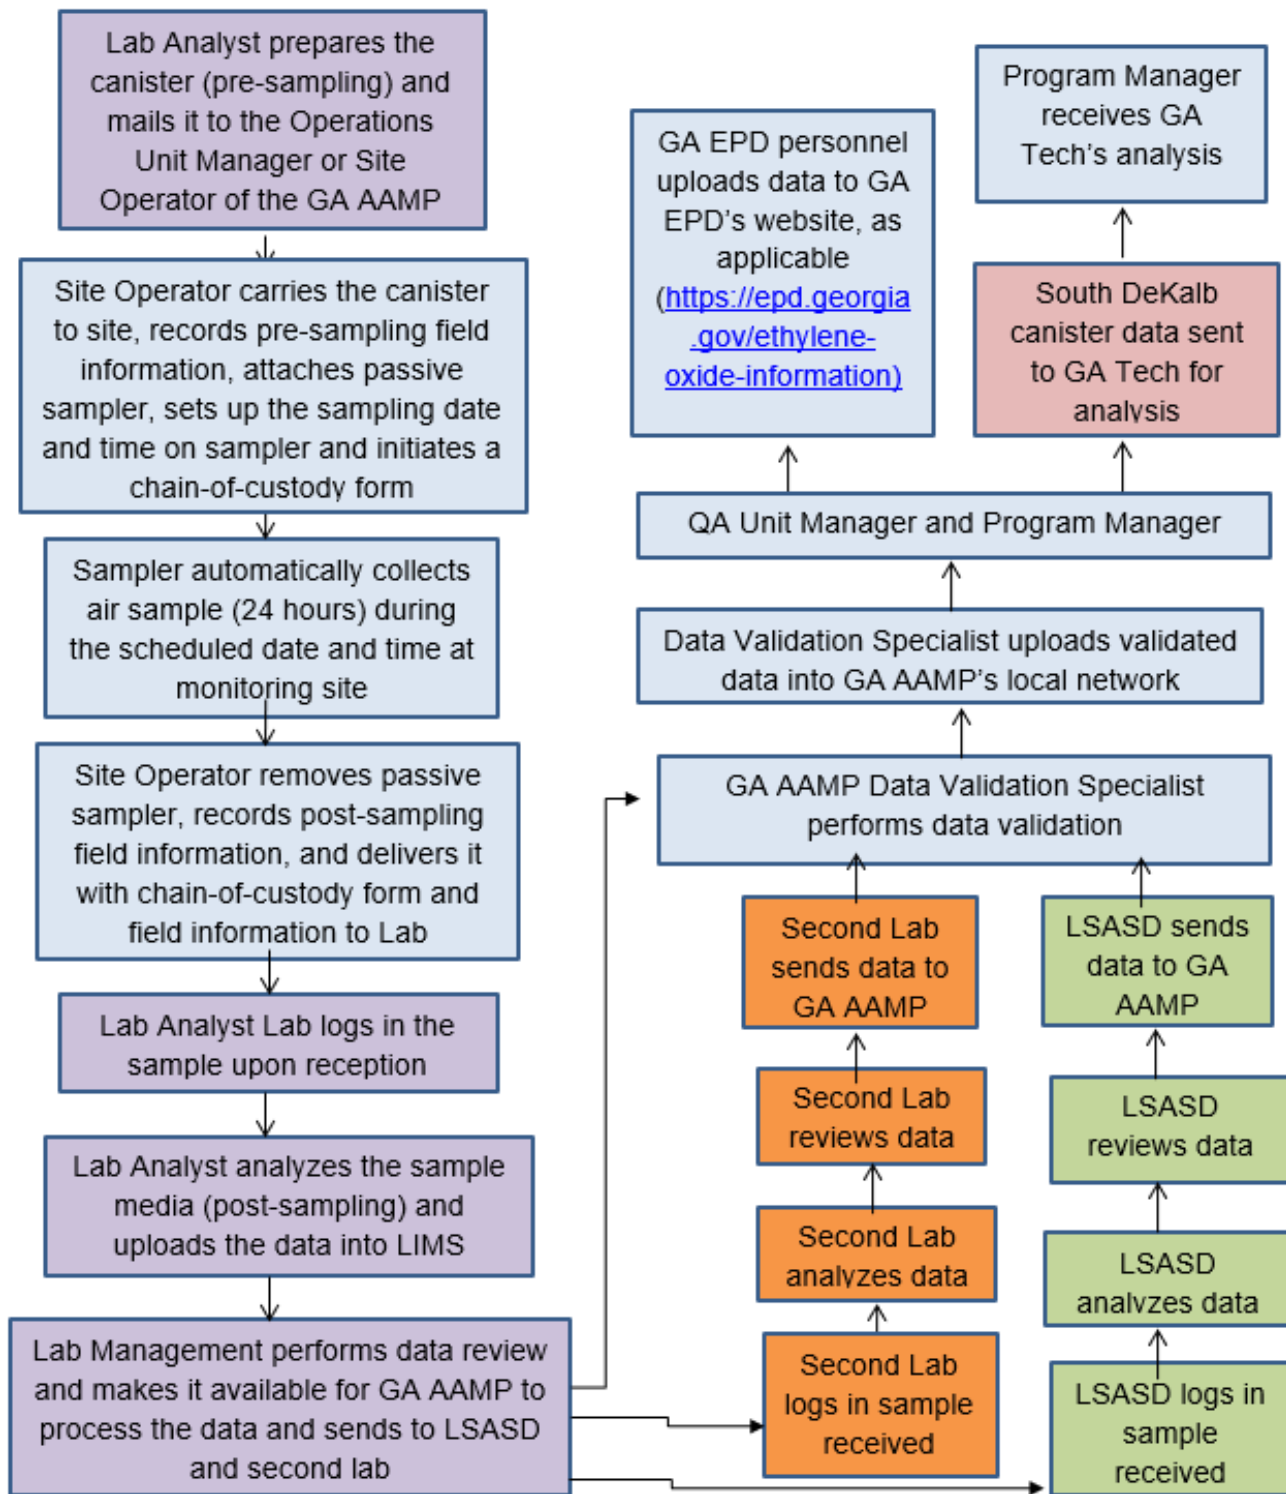 Lab Analyst prepares the
canister (pre-sampling) and
mails it to the Operations
Unit Manager or Site
Operator of the GA AAMP
Site Operator carries the canister
to site, records pre-sampling field
information, attaches passive
sampler, sets up the sampling date
and time on sampler and initiates a
chain-of-custody form
Sampler automatically collects
air sample (24 hours) during
the scheduled date and time at
monitoring site
Site Operator removes passive
sampler, records post-sampling
field information, and delivers it
with chain-of-custody form and
field information to Lab
Lab Analyst Lab logs in the
sample upon reception
Lab Analyst analyzes the sample
media (post-sampling) and
uploads the data into LIMS
Lab Management performs data review
and makes it available for GA AAMP to
process the data and sends to LSASD
and second lab
GA EPD personnel
uploads data to GA
EPD's website, as
applicable
(https://epd.georgia
.gov/ethylene-
oxide-information)
Program Manager
receives GA
Tech's analysis
South DeKalb
canister data sent
to GA Tech for
analysis
QA Unit Manager and Program Manager
Data Validation Specialist uploads validated
data into GA AAMP's local network
GA AAMP Data Validation Specialist
performs data validation
Second Lab
sends data to
GA AAMP
Second Lab
reviews data
Second Lab
analyzes data
Second Lab
logs in sample
received
LSASD sends
data to GA
AAMP
LSASD
reviews data
LSASD
analyzes data
LSASD logs in
sample
received